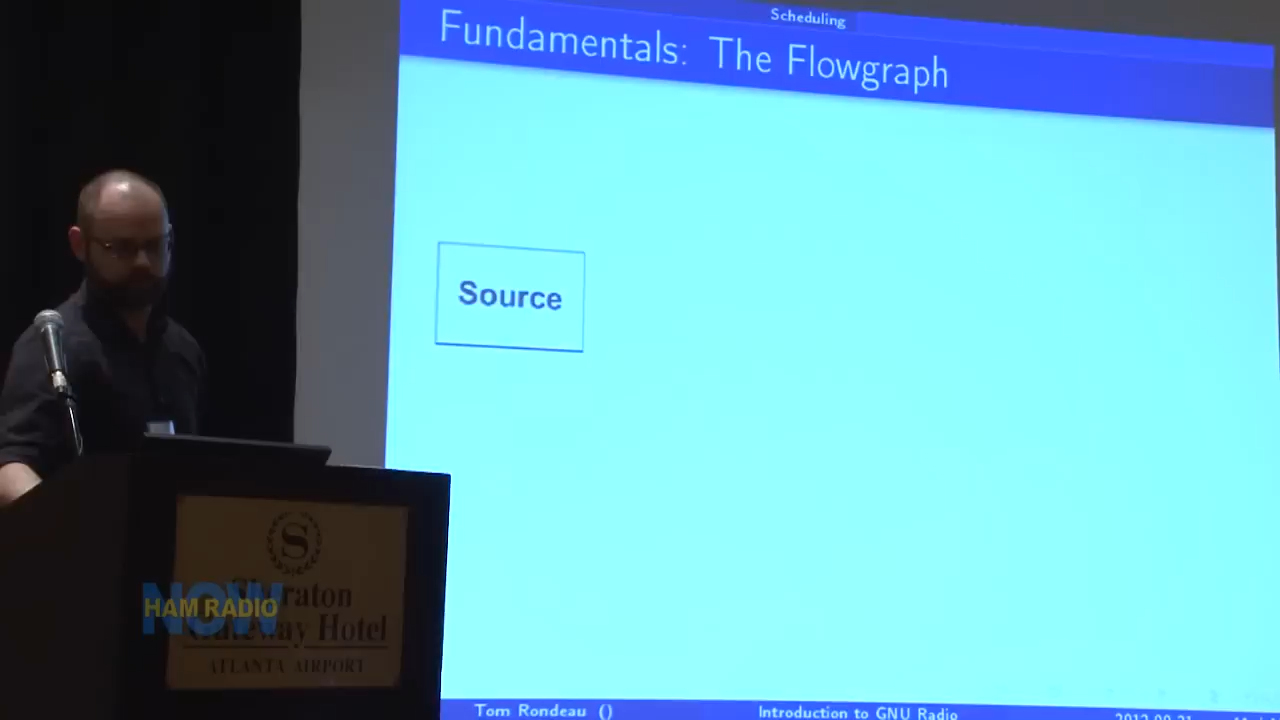 Scheduling
Fundamentals: The Flowgraph
Source
S
Sheraton
Gateway Hotel
ATLANTA AIRPORT
NOW
HAM RADIO
Tom Rondeau ()
Introduction to GNU Radio